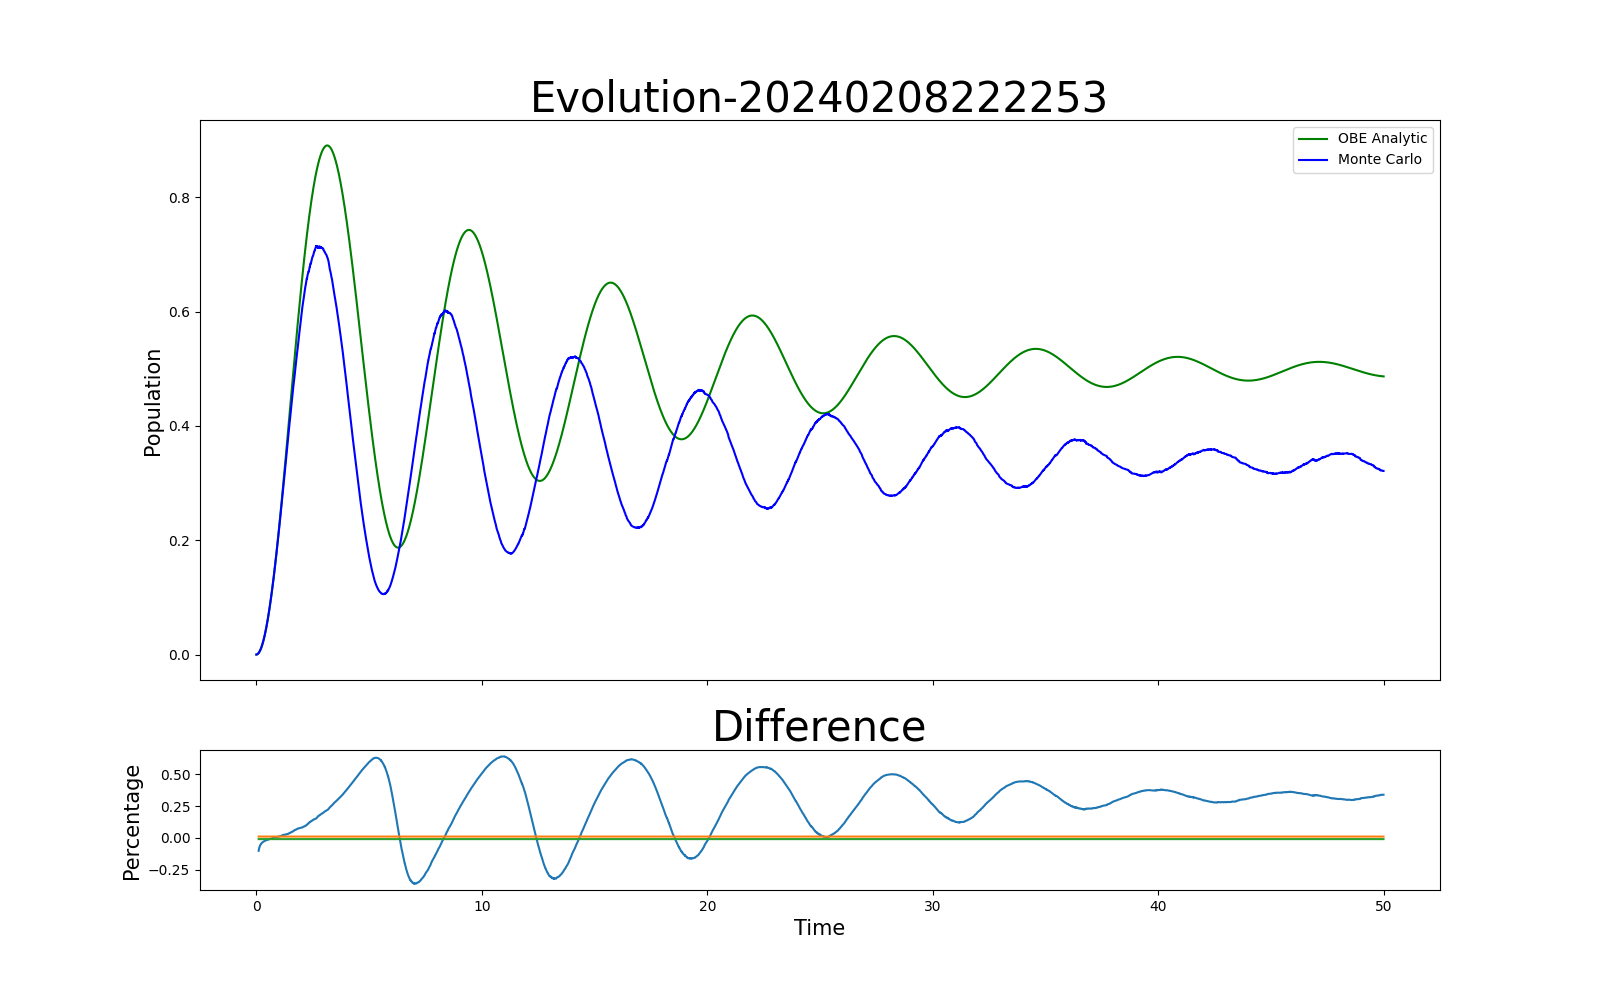 Evolution-20240208222253
OBE Analytic
Monte Carlo
Population
0.8
0.6
0.4
0.2
0.0
Difference
Percentage
0.50
0.25
0.00
−0.25
0 10 20 30 40 50
Time